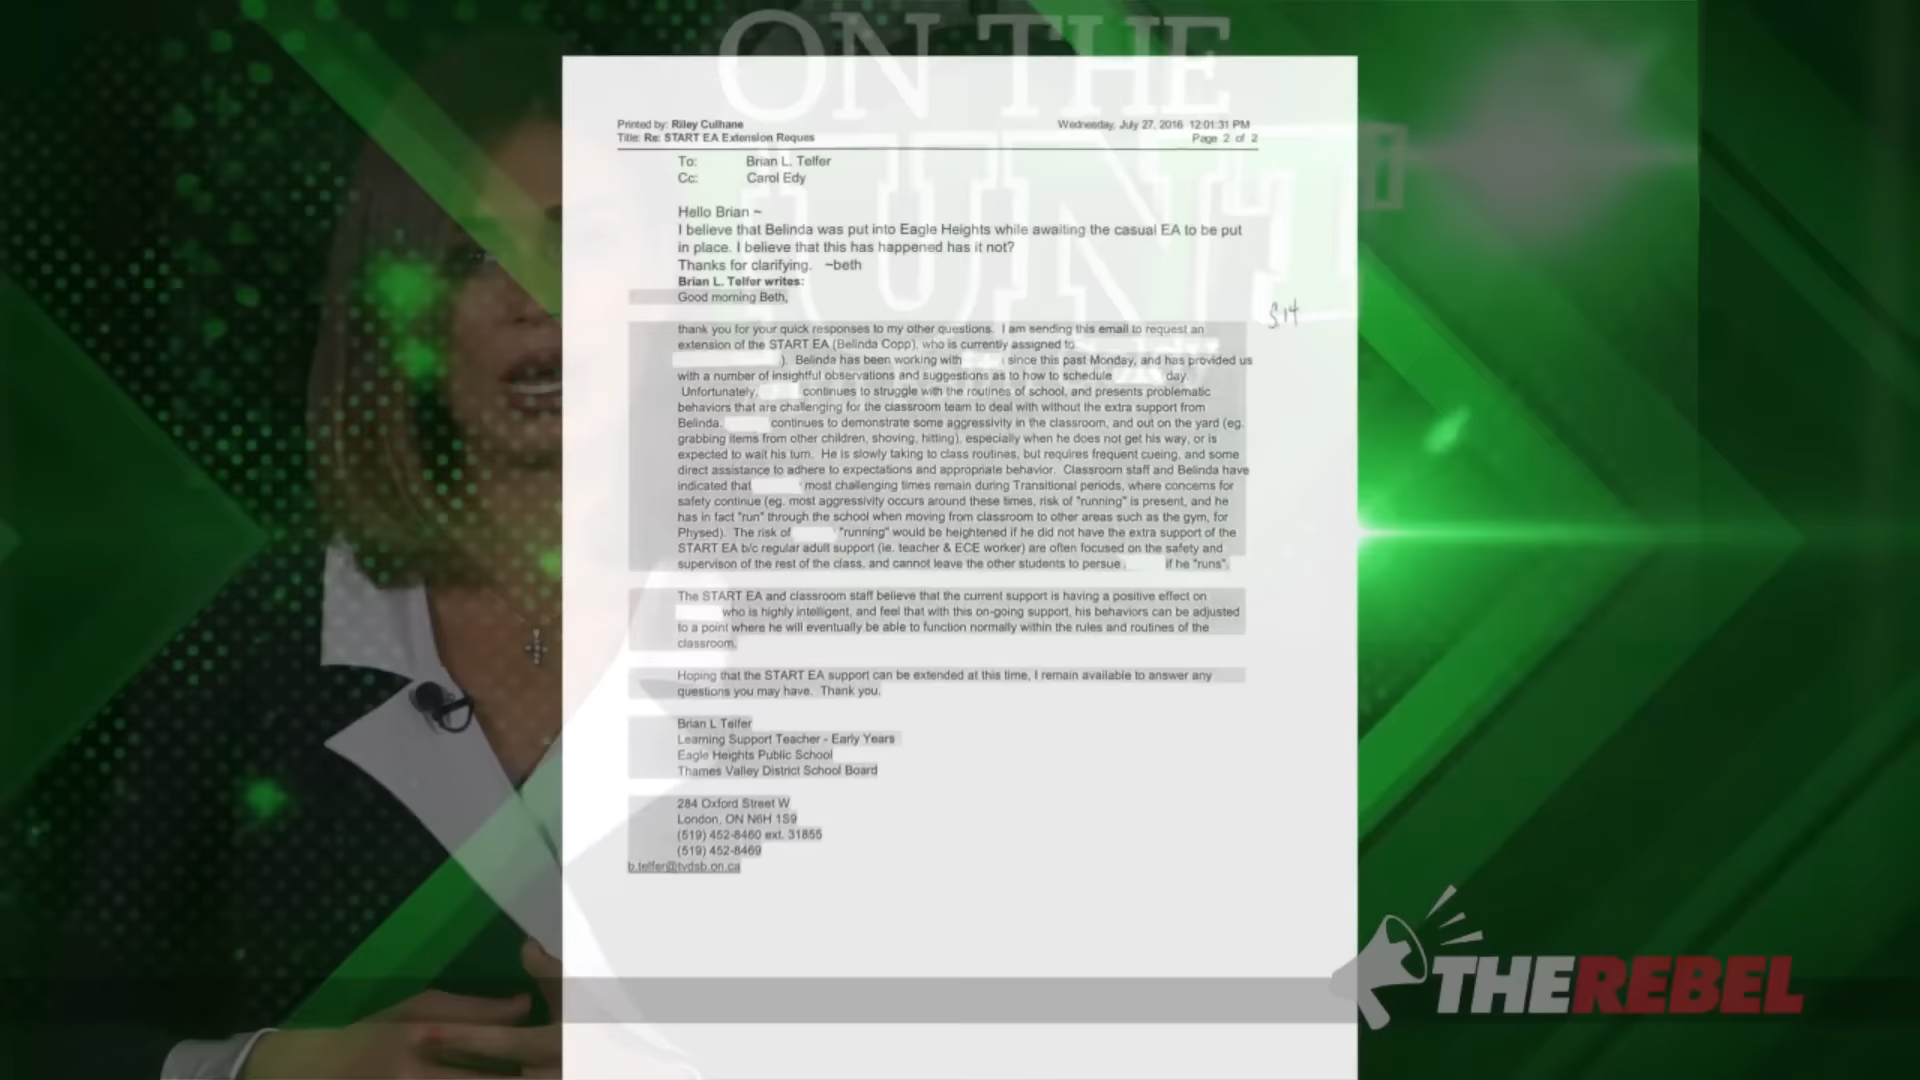 ON THE
HUNT
Printed by: Riley Culhane
Wednesday, July 27, 2016 12:01:31 PM
Title: Re: START EA Extension Reques
Page 2 of 2
To: Brian L. Telfer
Cc: Carol Edy
Hello Brian ~
I believe that Belinda was put into Eagle Heights while awaiting the casual EA to be put
in place. I believe that this has happened has it not?
Thanks for clarifying. ~beth
Brian L. Telfer writes:
Good morning Beth,
S14
thank you for your quick responses to my other questions. I am sending this email to request an
extension of the START EA (Belinda Copp), who is currently assigned to
). Belinda has been working with since this past Monday, and has provided us
with a number of insightful observations and suggestions as to how to schedule day.
Unfortunately, continues to struggle with the routines of school, and presents problematic
behaviors that are challenging for the classroom team to deal with without the extra support from
Belinda. continues to demonstrate some aggressivity in the classroom, and out on the yard (eg.
grabbing items from other children, shoving, hitting), especially when he does not get his way, or is
expected to wait his turn. He is slowly taking to class routines, but requires frequent cueing, and some
direct assistance to adhere to expectations and appropriate behavior. Classroom staff and Belinda have
indicated that most challenging times remain during Transitional periods, where concerns for
safety continue (eg. most aggressivity occurs around these times, risk of "running" is present, and he
has in fact "run" through the school when moving from classroom to other areas such as the gym, for
Physed). The risk of "running" would be heightened if he did not have the extra support of the
START EA b/c regular adult support (ie. teacher & ECE worker) are often focused on the safety and
supervison of the rest of the class, and cannot leave the other students to persue if he "runs".
The START EA and classroom staff believe that the current support is having a positive effect on
who is highly intelligent, and feel that with this on-going support, his behaviors can be adjusted
to a point where he will eventually be able to function normally within the rules and routines of the
classroom.
Hoping that the START EA support can be extended at this time, I remain available to answer any
questions you may have. Thank you.
Brian L Telfer
Learning Support Teacher - Early Years
Eagle Heights Public School
Thames Valley District School Board
284 Oxford Street W
London, ON N6H 1S9
(519) 452-8460 ext. 31855
(519) 452-8469
b.telfer@tvdsb.on.ca
THEREBEL